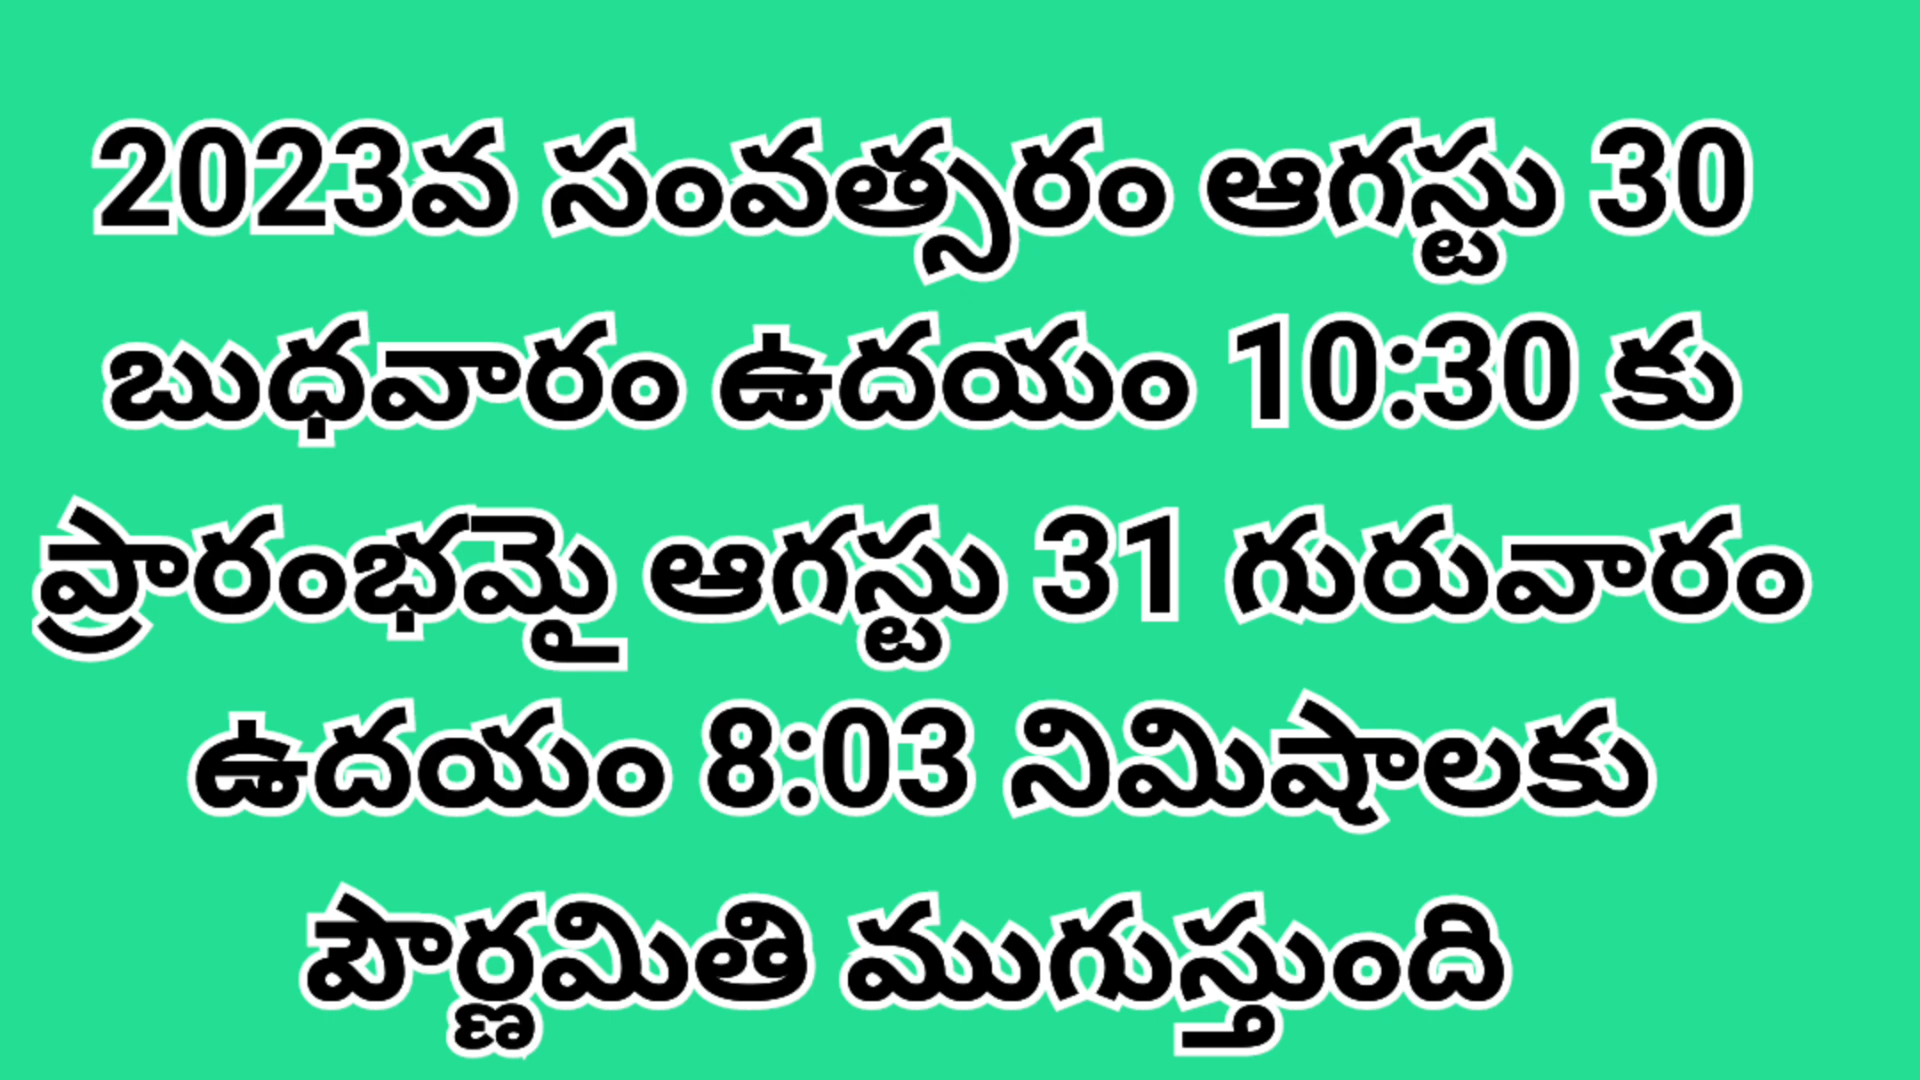 2023వ సంవత్సరం ఆగస్టు 30
బుధవారం ఉదయం 10:30 కు
ప్రారంభమై ఆగస్టు 31 గురువారం
ఉదయం 8:03 నిమిషాలకు
పౌర్ణమితి ముగుస్తుంది